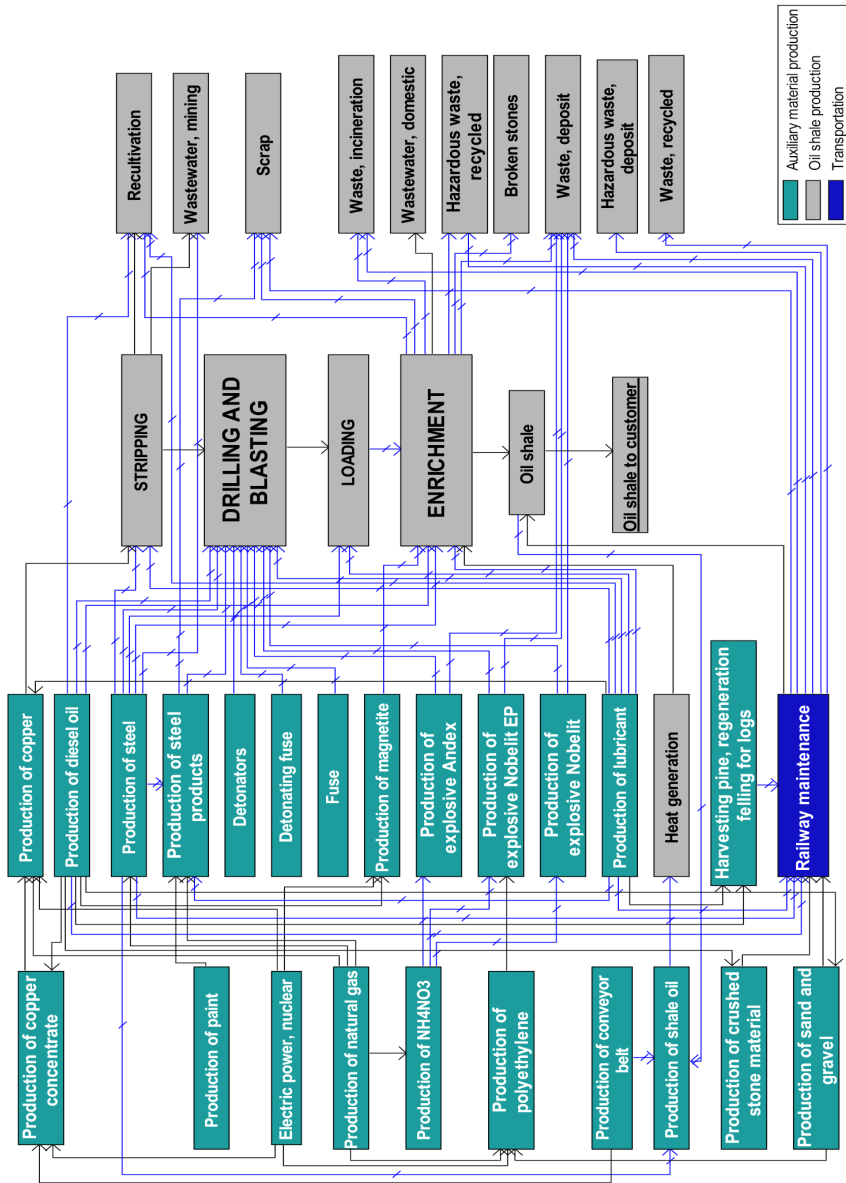 Production of copper
concentrate
Production of paint
Electric power, nuclear
Production of natural gas
Production of NH4NO3
Production of
polyethylene
Production of conveyor
belt
Production of shale oil
Production of crushed
stone material
Production of sand and
gravel
Production of copper
Production of diesel oil
Production of steel
Production of steel
products
Detonators
Detonating fuse
Fuse
Production of magnetite
Production of
explosive Andex
Production of
explosive Nobelit EP
Production of
explosive Nobelit
Production of lubricant
Heat generation
Harvesting pine, regeneration
felling for logs
Railway maintenance
STRIPPING
DRILLING AND
BLASTING
LOADING
ENRICHMENT
Oil shale
Oil shale to customer
Recultivation
Wastewater, mining
Scrap
Waste, incineration
Wastewater, domestic
Hazardous waste,
recycled
Broken stones
Waste, deposit
Hazardous waste,
deposit
Waste, recycled
Auxiliary material production
Oil shale production
Transportation